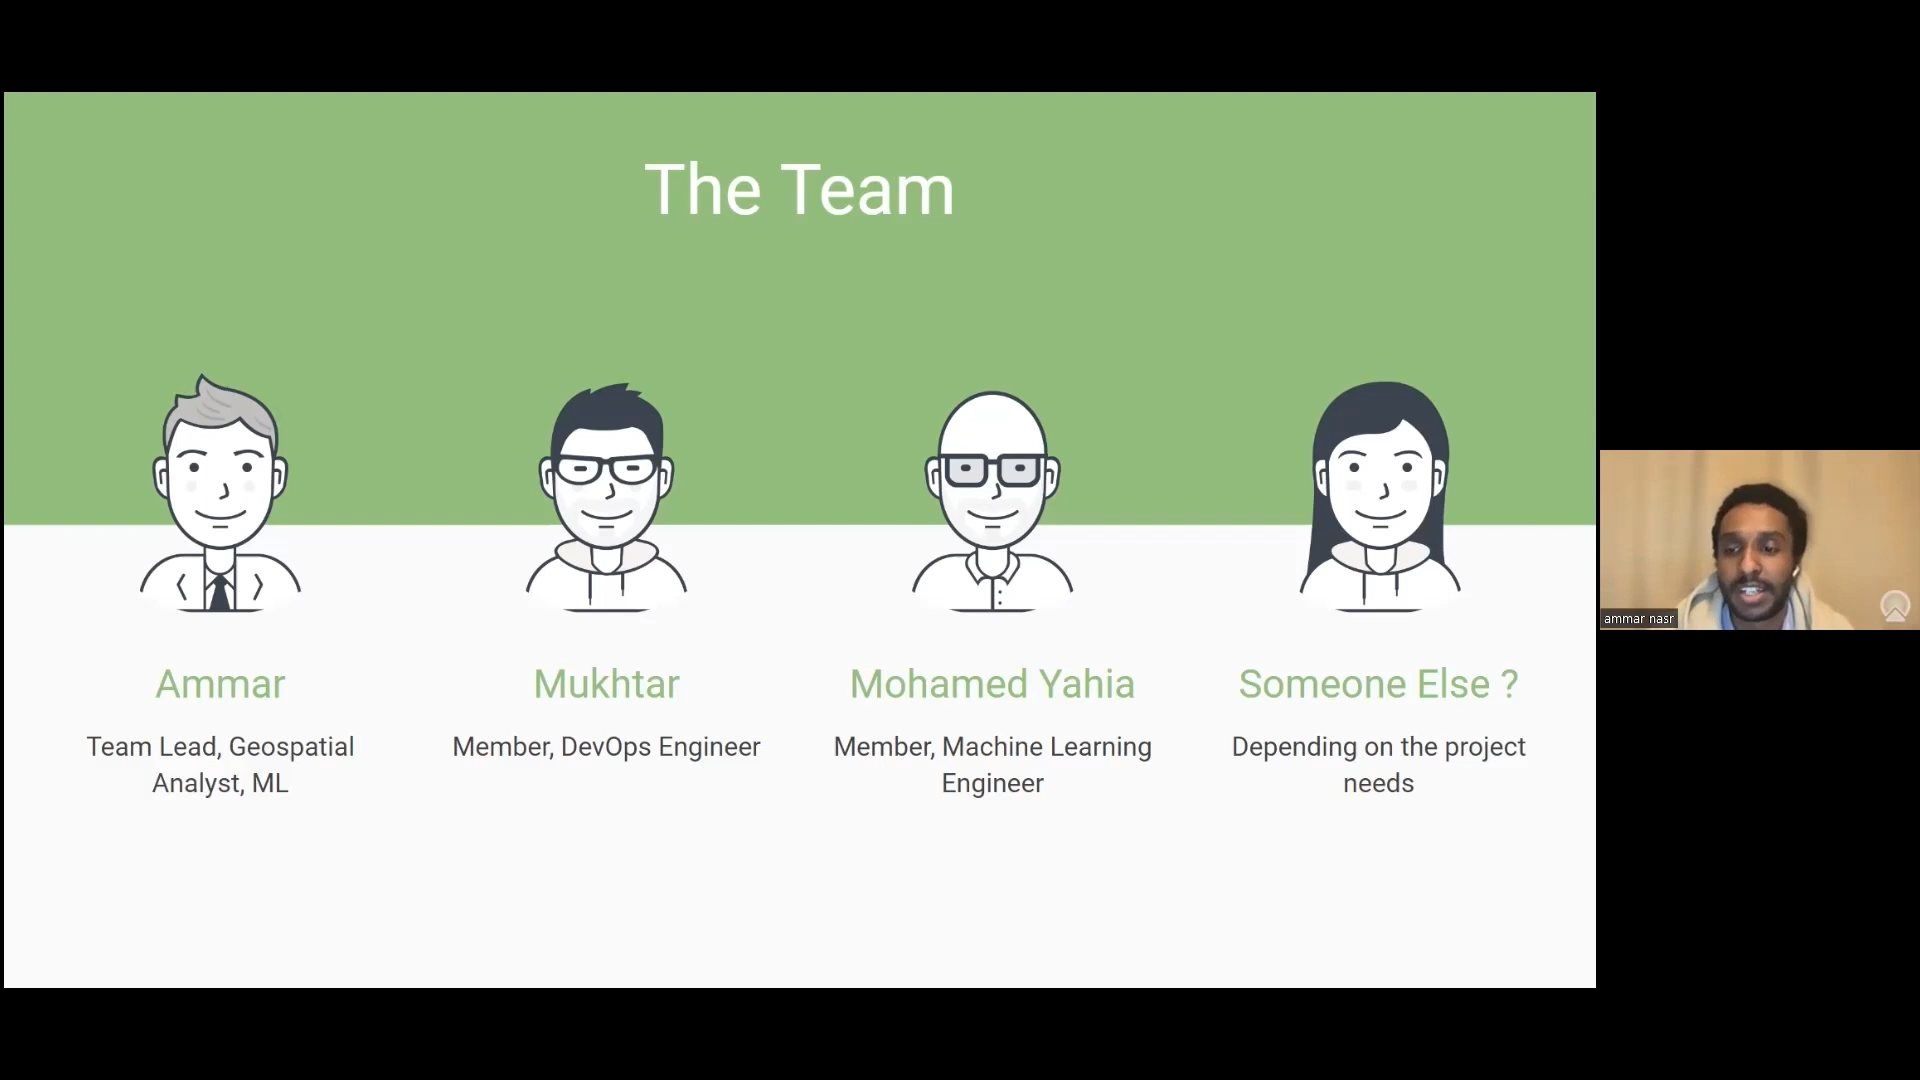 The Team
Ammar
Team Lead, Geospatial
Analyst, ML
Mukhtar
Member, DevOps Engineer
Mohamed Yahia
Member, Machine Learning
Engineer
Someone Else ?
Depending on the project
needs
ammar nasr